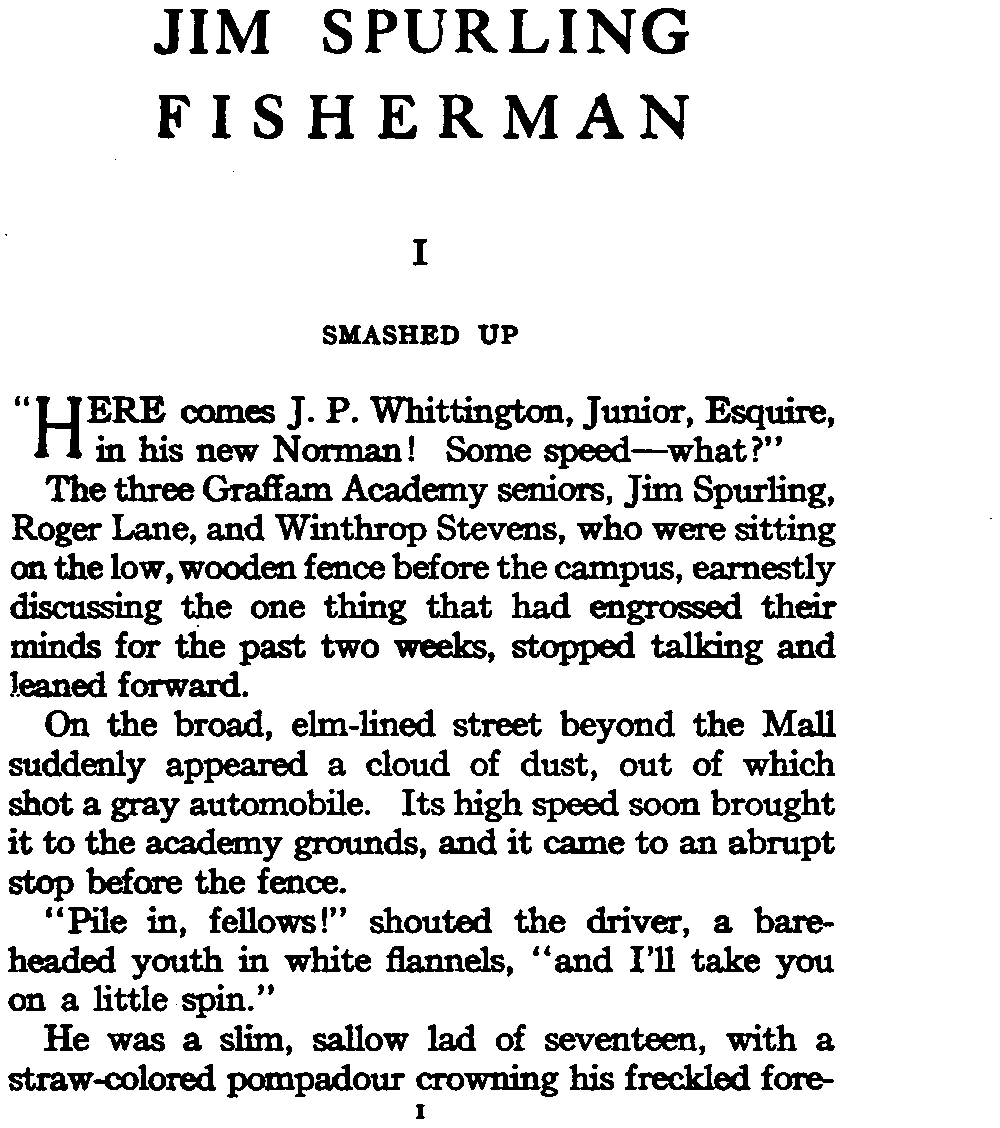 JIM SPURLING
FISHERMAN
I
SMASHED UP
"HERE comes J. P. Whittington, Junior, Esquire,
in his new Norman! Some speed—what?"
The three Graffam Academy seniors, Jim Spurling,
Roger Lane, and Winthrop Stevens, who were sitting
on the low, wooden fence before the campus, earnestly
discussing the one thing that had engrossed their
minds for the past two weeks, stopped talking and
leaned forward.
On the broad, elm-lined street beyond the Mall
suddenly appeared a cloud of dust, out of which
shot a gray automobile. Its high speed soon brought
it to the academy grounds, and it came to an abrupt
stop before the fence.
"Pile in, fellows!" shouted the driver, a bare-
headed youth in white flannels, "and I'll take you
on a little spin."
He was a slim, sallow lad of seventeen, with a
straw-colored pompadour crowning his freckled fore-
I